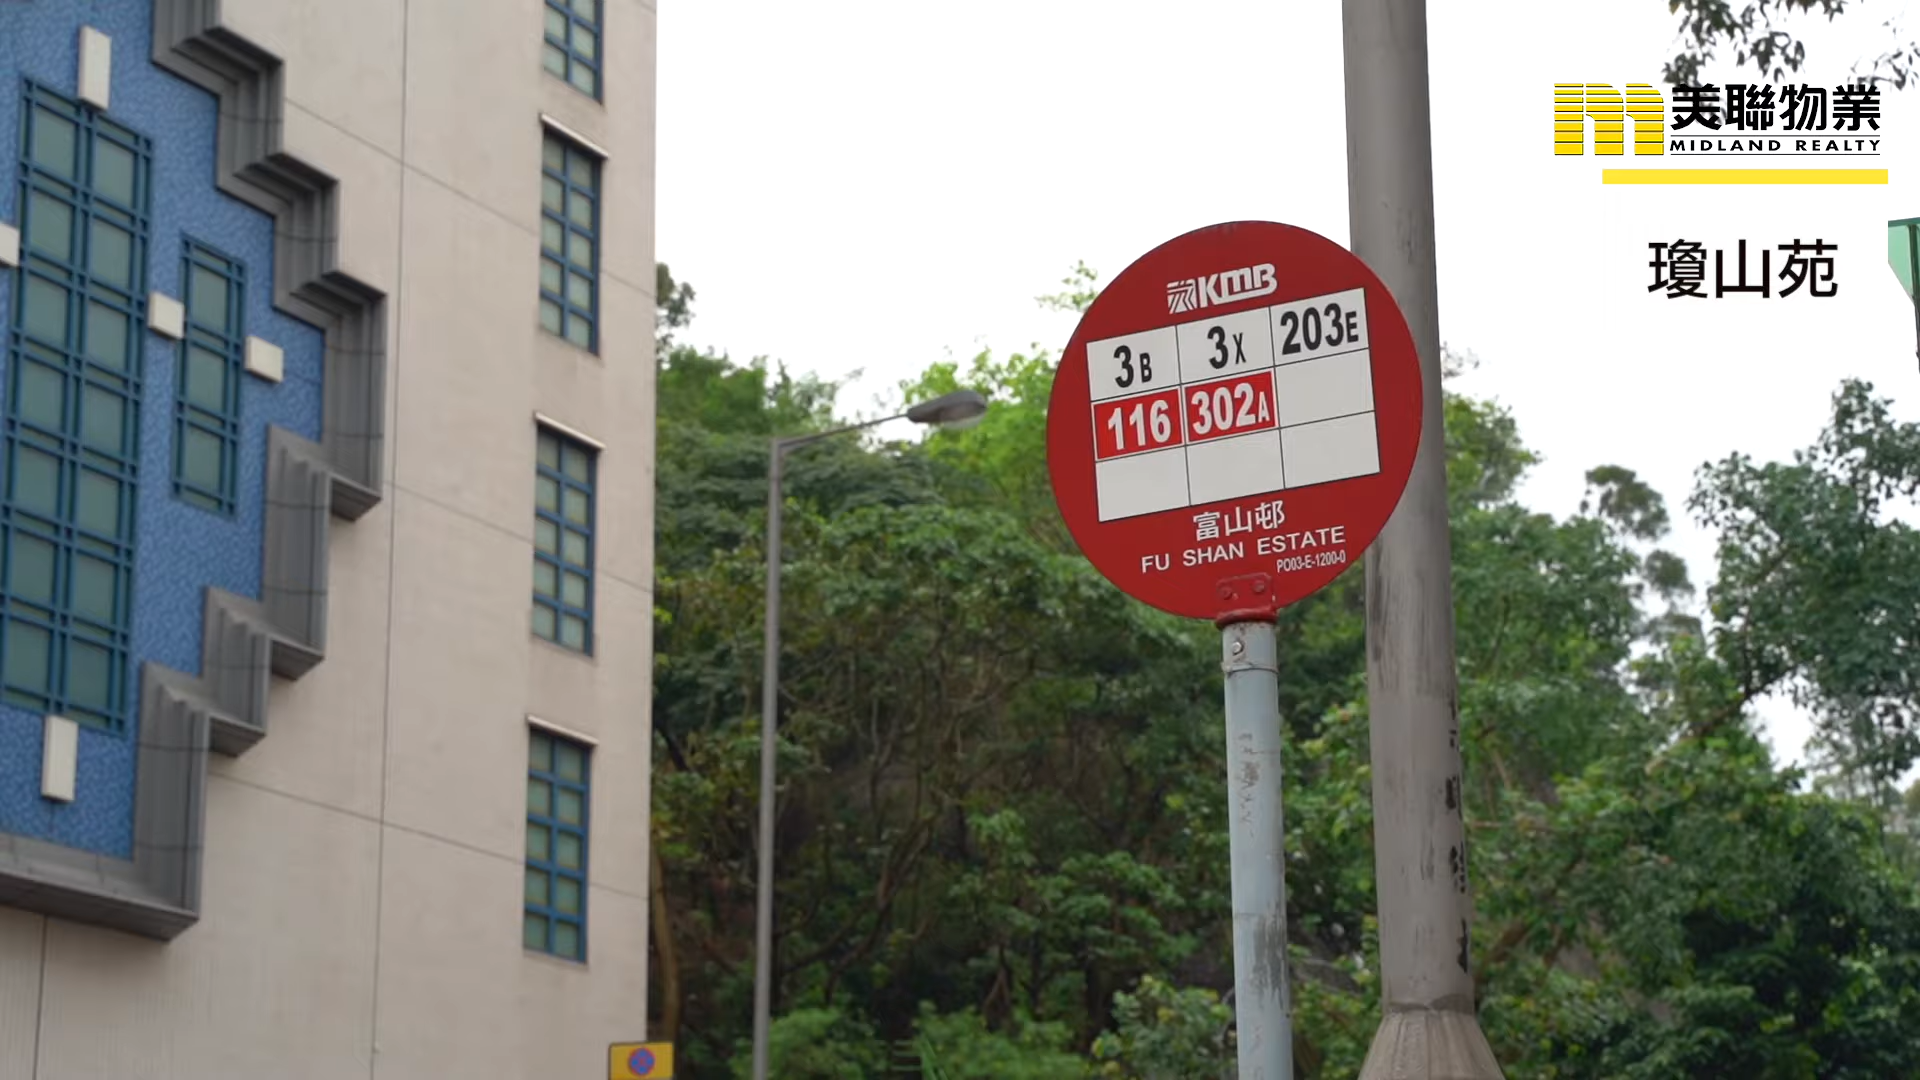 美聯物業
MIDLAND REALTY
瓊山苑
KMB
3B 3X 203E
116 302A
富山邨
FU SHAN ESTATE
PO03-E-1200-0